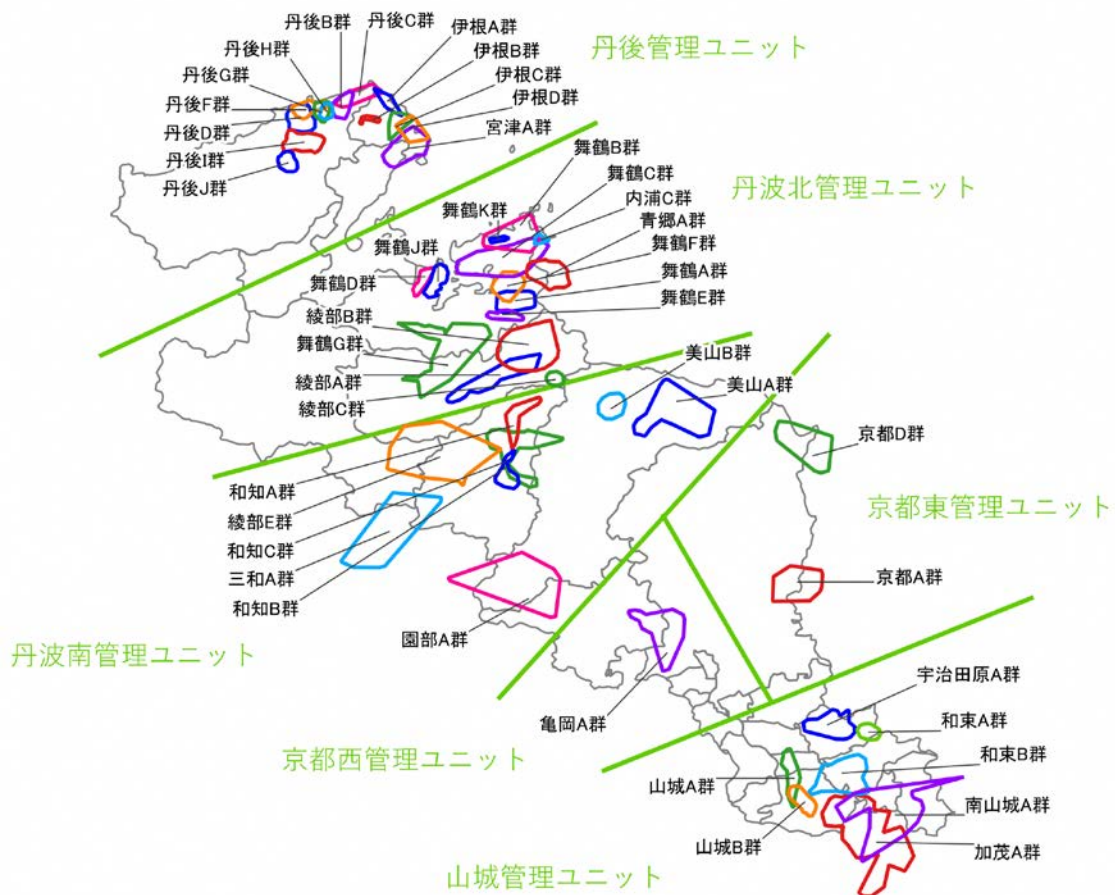 丹後B群
丹後C群
伊根A群
丹後H群
伊根B群
丹後管理ユニット
丹後G群
伊根C群
丹後F群
伊根D群
丹後D群
宮津A群
丹後I群
丹後J群
舞鶴B群
舞鶴C群
丹波北管理ユニット
内浦C群
舞鶴K群
青郷A群
舞鶴J群
舞鶴F群
舞鶴A群
舞鶴D群
舞鶴E群
綾部B群
舞鶴G群
美山B群
綾部A群
美山A群
綾部C群
京都D群
和知A群
京都東管理ユニット
綾部E群
和知C群
三和A群
京都A群
和知B群
園部A群
丹波南管理ユニット
宇治田原A群
亀岡A群
和束A群
京都西管理ユニット
和束B群
山城A群
南山城A群
山城B群
加茂A群
山城管理ユニット